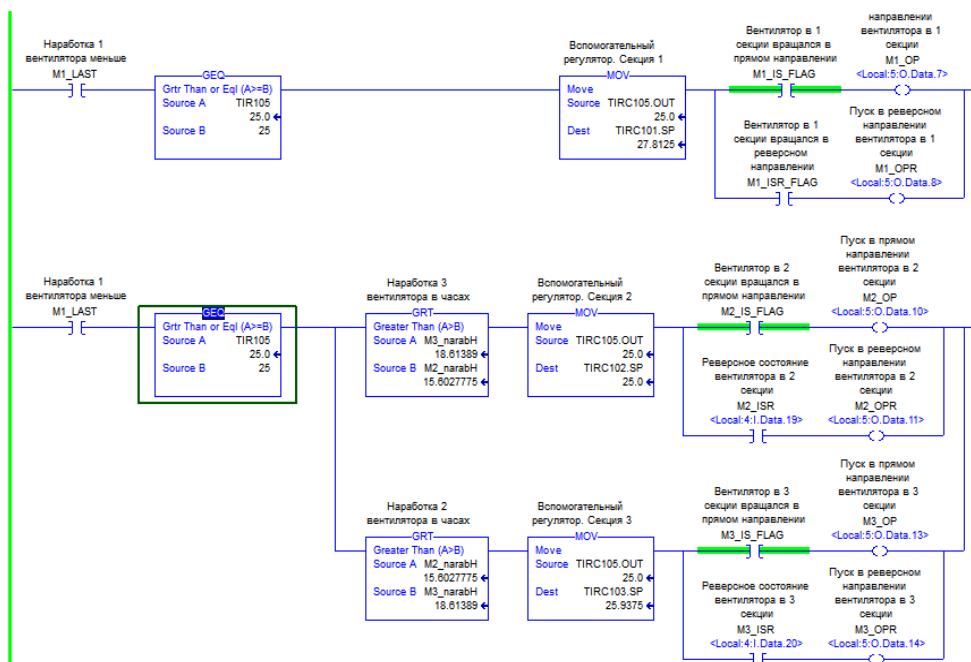 Наработка 1
вентилятора меньше
M1_LAST
GEQ
Grtr Than or Eql (A>=B)
Source A TIR105
25.0
Source B 25
Вспомогательный
регулятор. Секция 1
MOV
Move
Source TIRC105.OUT
25.0
Dest TIRC101.SP
27.8125
Вентилятор в 1
секции вращался в
прямом направлении
M1_IS_FLAG
направлении
вентилятора в 1
секции
M1_OP
<Local:5:O.Data.7>
Вентилятор в 1
секции вращался в
реверсном
направлении
M1_ISR_FLAG
Пуск в реверсном
направлении
вентилятора в 1
секции
M1_OPR
<Local:5:O.Data.8>
Наработка 1
вентилятора меньше
M1_LAST
GEQ
Grtr Than or Eql (A>=B)
Source A TIR105
25.0
Source B 25
Наработка 3
вентилятора в часах
GRT
Greater Than (A>B)
Source A M3_narabH
18.61389
Source B M2_narabH
15.6027775
Вспомогательный
регулятор. Секция 2
MOV
Move
Source TIRC105.OUT
25.0
Dest TIRC102.SP
25.0
Вентилятор в 2
секции вращался в
прямом направлении
M2_IS_FLAG
Пуск в прямом
направлении
вентилятора в 2
секции
M2_OP
<Local:5:O.Data.10>
Реверсное состояние
вентилятора в 2
секции
M2_ISR
<Local:4:I.Data.19>
Пуск в реверсном
направлении
вентилятора в 2
секции
M2_OPR
<Local:5:O.Data.11>
Наработка 2
вентилятора в часах
GRT
Greater Than (A>B)
Source A M2_narabH
15.6027775
Source B M3_narabH
18.61389
Вспомогательный
регулятор. Секция 3
MOV
Move
Source TIRC105.OUT
25.0
Dest TIRC103.SP
25.9375
Вентилятор в 3
секции вращался в
прямом направлении
M3_IS_FLAG
Пуск в прямом
направлении
вентилятора в 3
секции
M3_OP
<Local:5:O.Data.13>
Реверсное состояние
вентилятора в 3
секции
M3_ISR
<Local:4:I.Data.20>
Пуск в реверсном
направлении
вентилятора в 3
секции
M3_OPR
<Local:5:O.Data.14>